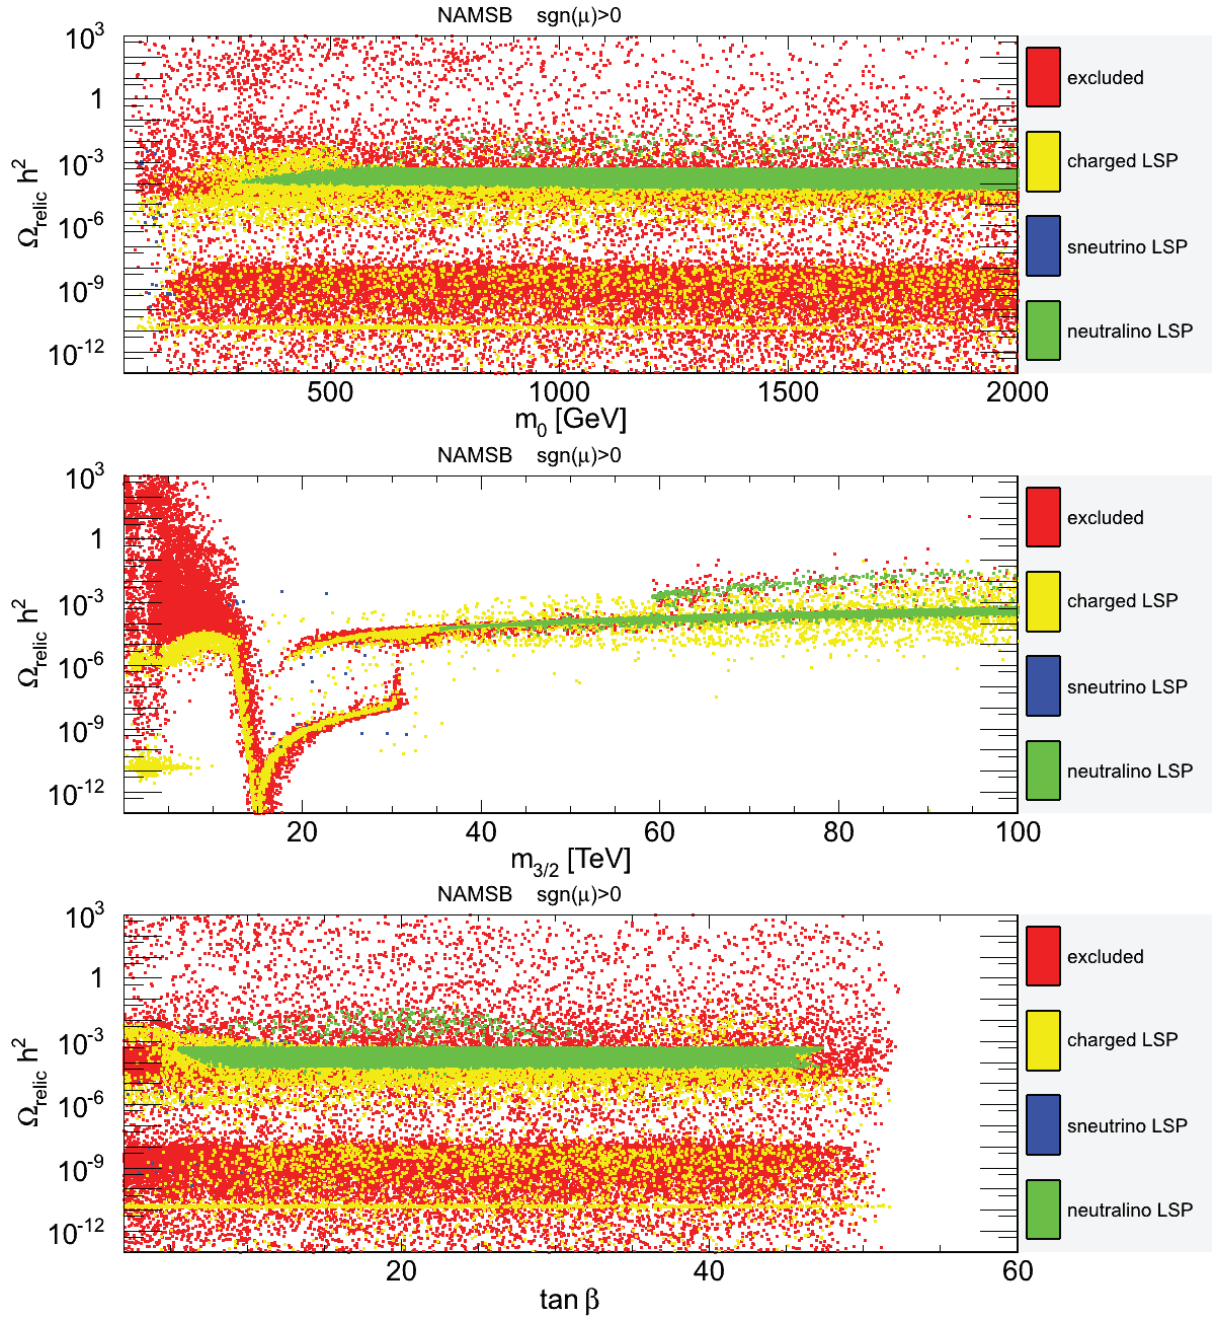 NAMSB sgn(μ)>0
10³
1
10⁻³
10⁻⁶
10⁻⁹
10⁻¹²
Ω_relic h²
500 1000 1500 2000
m₀ [GeV]
excluded
charged LSP
sneutrino LSP
neutralino LSP
NAMSB sgn(μ)>0
10³
1
10⁻³
10⁻⁶
10⁻⁹
10⁻¹²
Ω_relic h²
20 40 60 80 100
m_3/2 [TeV]
excluded
charged LSP
sneutrino LSP
neutralino LSP
NAMSB sgn(μ)>0
10³
1
10⁻³
10⁻⁶
10⁻⁹
10⁻¹²
Ω_relic h²
20 40 60
tan β
excluded
charged LSP
sneutrino LSP
neutralino LSP